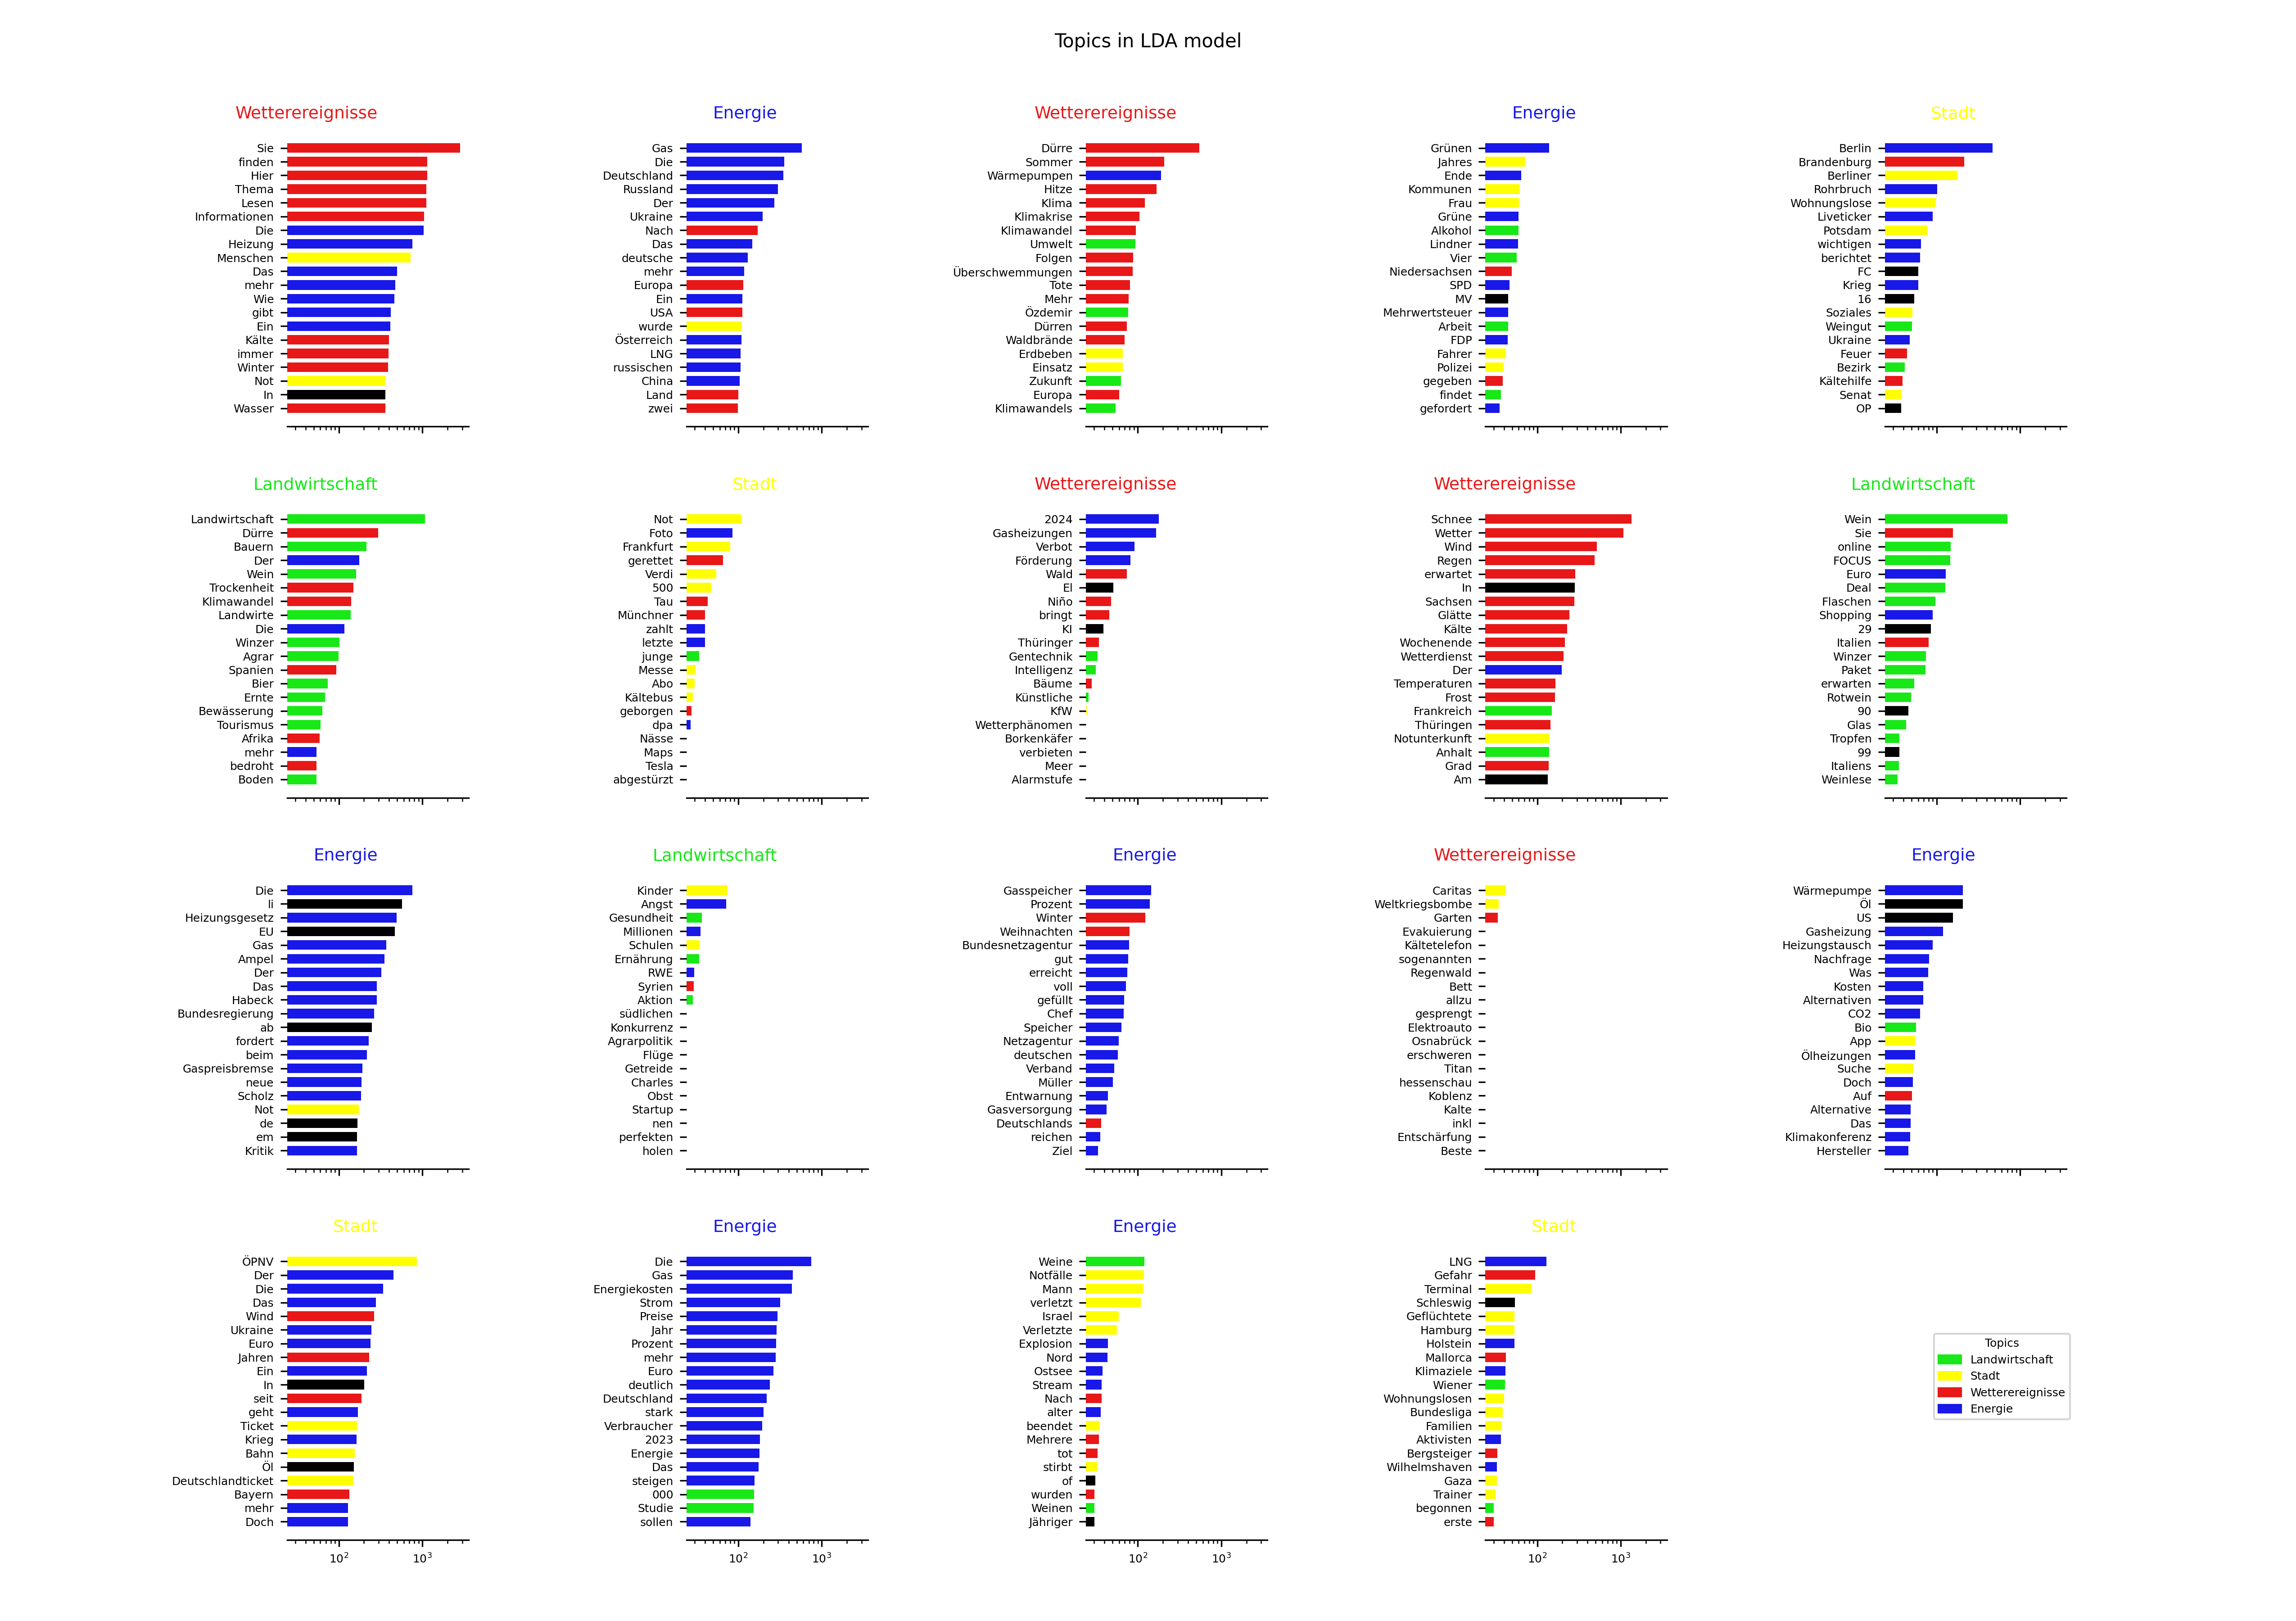 Topics in LDA model
Wetterereignisse
Sie
finden
Hier
Thema
Lesen
Informationen
Die
Heizung
Menschen
Das
mehr
Wie
gibt
Ein
Kälte
immer
Winter
Not
In
Wasser
Energie
Gas
Die
Deutschland
Russland
Der
Ukraine
Nach
Das
deutsche
mehr
Europa
Ein
USA
wurde
Österreich
LNG
russischen
China
Land
zwei
Wetterereignisse
Dürre
Sommer
Wärmepumpen
Hitze
Klima
Klimakrise
Klimawandel
Umwelt
Folgen
Überschwemmungen
Tote
Mehr
Özdemir
Dürren
Waldbrände
Erdbeben
Einsatz
Zukunft
Europa
Klimawandels
Energie
Grünen
Jahres
Ende
Kommunen
Frau
Grüne
Alkohol
Lindner
Vier
Niedersachsen
SPD
MV
Mehrwertsteuer
Arbeit
FDP
Fahrer
Polizei
gegeben
findet
gefordert
Stadt
Berlin
Brandenburg
Berliner
Rohrbruch
Wohnungslose
Liveticker
Potsdam
wichtigen
berichtet
FC
Krieg
16
Soziales
Weingut
Ukraine
Feuer
Bezirk
Kältehilfe
Senat
OP
Landwirtschaft
Landwirtschaft
Dürre
Bauern
Der
Wein
Trockenheit
Klimawandel
Landwirte
Die
Winzer
Agrar
Spanien
Bier
Ernte
Bewässerung
Tourismus
Afrika
mehr
bedroht
Boden
Stadt
Not
Foto
Frankfurt
gerettet
Verdi
500
Tau
Münchner
zahlt
letzte
junge
Messe
Abo
Kältebus
geborgen
dpa
Nässe
Maps
Tesla
abgestürzt
Wetterereignisse
2024
Gasheizungen
Verbot
Förderung
Wald
El
Niño
bringt
KI
Thüringer
Gentechnik
Intelligenz
Bäume
Künstliche
KfW
Wetterphänomen
Borkenkäfer
verbieten
Meer
Alarmstufe
Wetterereignisse
Schnee
Wetter
Wind
Regen
erwartet
In
Sachsen
Glätte
Kälte
Wochenende
Wetterdienst
Der
Temperaturen
Frost
Frankreich
Thüringen
Notunterkunft
Anhalt
Grad
Am
Landwirtschaft
Wein
Sie
online
FOCUS
Euro
Deal
Flaschen
Shopping
29
Italien
Winzer
Paket
erwarten
Rotwein
90
Glas
Tropfen
99
Italiens
Weinlese
Energie
Die
li
Heizungsgesetz
EU
Gas
Ampel
Der
Das
Habeck
Bundesregierung
ab
fordert
beim
Gaspreisbremse
neue
Scholz
Not
de
em
Kritik
Landwirtschaft
Kinder
Angst
Gesundheit
Millionen
Schulen
Ernährung
RWE
Syrien
Aktion
südlichen
Konkurrenz
Agrarpolitik
Flüge
Getreide
Charles
Obst
Startup
nen
perfekten
holen
Energie
Gasspeicher
Prozent
Winter
Weihnachten
Bundesnetzagentur
gut
erreicht
voll
gefüllt
Chef
Speicher
Netzagentur
deutschen
Verband
Müller
Entwarnung
Gasversorgung
Deutschlands
reichen
Ziel
Wetterereignisse
Caritas
Weltkriegsbombe
Garten
Evakuierung
Kältetelefon
sogenannten
Regenwald
Bett
allzu
gesprengt
Elektroauto
Osnabrück
erschweren
Titan
hessenschau
Koblenz
Kalte
inkl
Entschärfung
Beste
Energie
Wärmepumpe
Öl
US
Gasheizung
Heizungstausch
Nachfrage
Was
Kosten
Alternativen
CO2
Bio
App
Ölheizungen
Suche
Doch
Auf
Alternative
Das
Klimakonferenz
Hersteller
Stadt
ÖPNV
Der
Die
Das
Wind
Ukraine
Euro
Jahren
Ein
In
seit
geht
Ticket
Krieg
Bahn
Öl
Deutschlandticket
Bayern
mehr
Doch
10² 10³
Energie
Die
Gas
Energiekosten
Strom
Preise
Jahr
Prozent
mehr
Euro
deutlich
Deutschland
stark
Verbraucher
2023
Energie
Das
steigen
000
Studie
sollen
10² 10³
Energie
Weine
Notfälle
Mann
verletzt
Israel
Verletzte
Explosion
Nord
Ostsee
Stream
Nach
alter
beendet
Mehrere
tot
stirbt
of
wurden
Weinen
Jähriger
10² 10³
Stadt
LNG
Gefahr
Terminal
Schleswig
Geflüchtete
Hamburg
Holstein
Mallorca
Klimaziele
Wiener
Wohnungslosen
Bundesliga
Familien
Aktivisten
Bergsteiger
Wilhelmshaven
Gaza
Trainer
begonnen
erste
10² 10³
Topics
Landwirtschaft
Stadt
Wetterereignisse
Energie